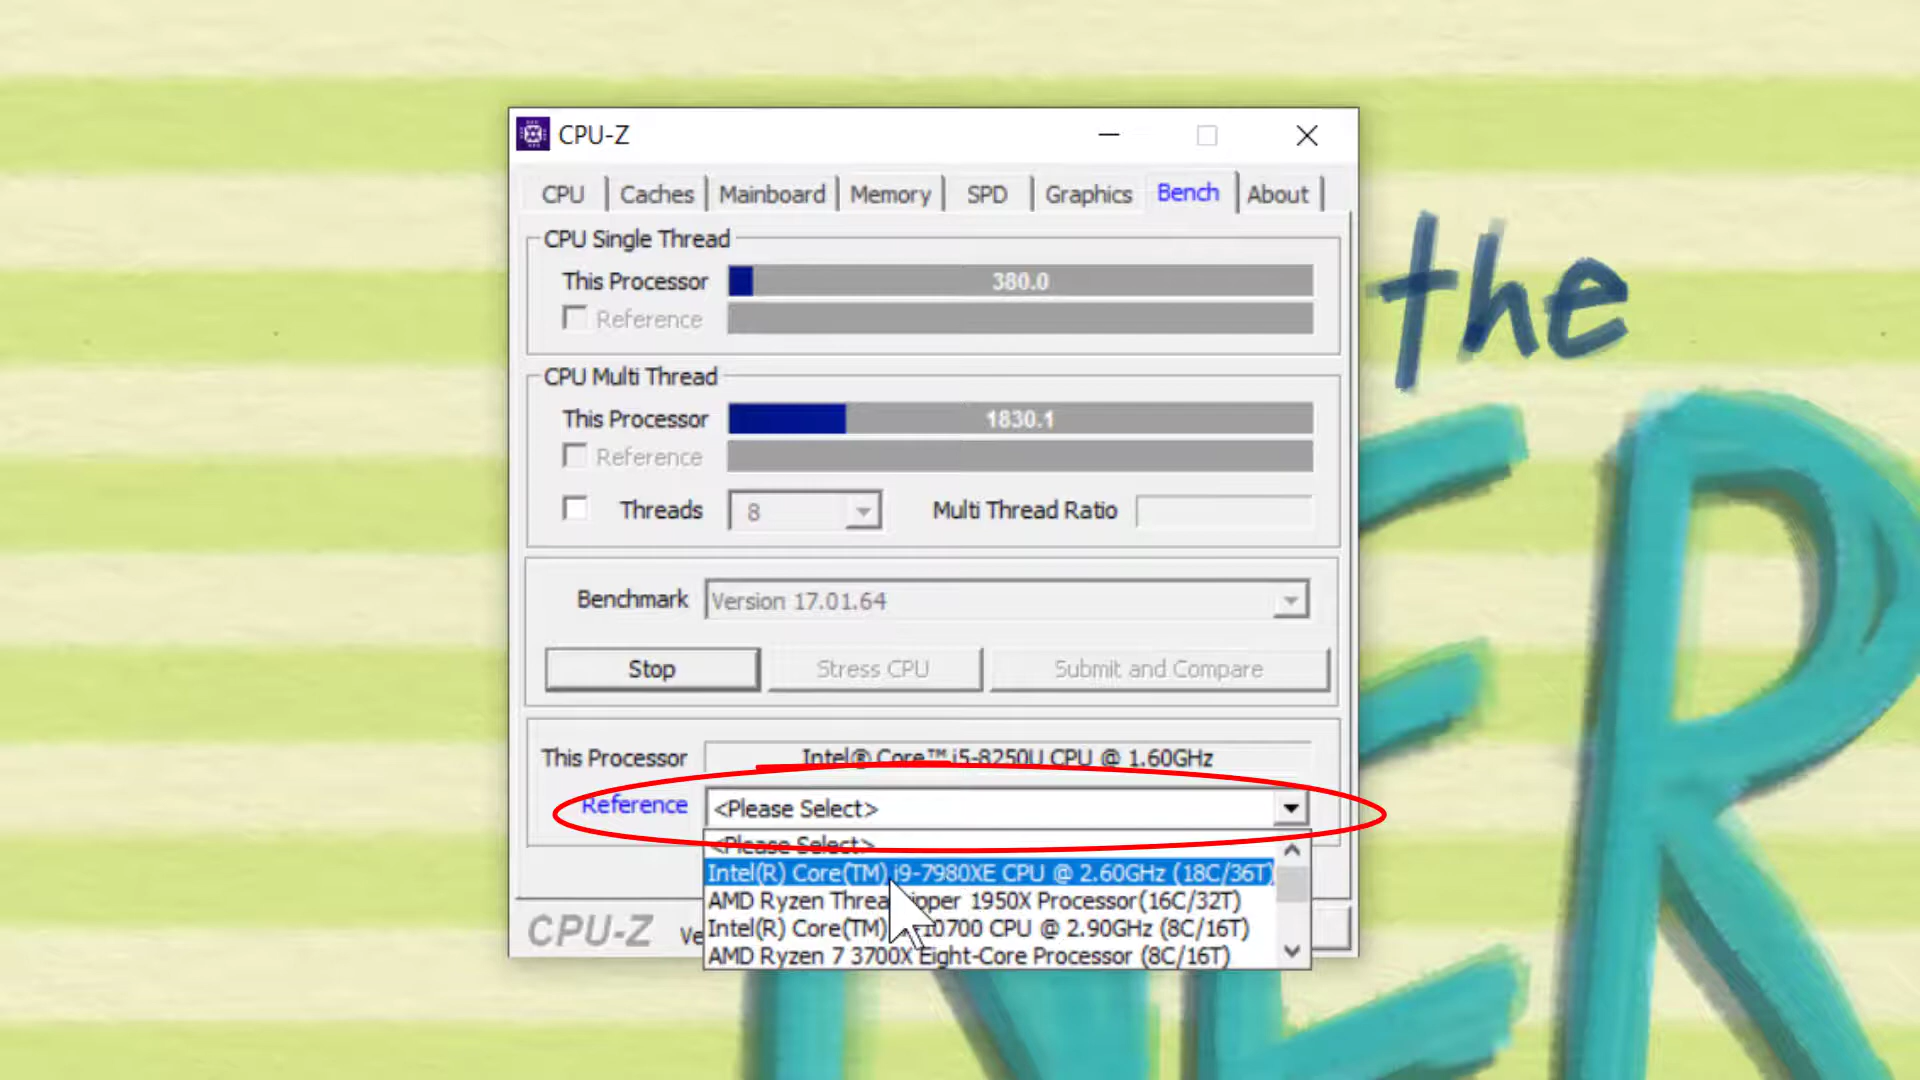 CPU-Z
CPU Caches Mainboard Memory SPD Graphics Bench About
CPU Single Thread
This Processor 380.0
Reference
the
CPU Multi Thread
This Processor 1830.1
Reference
Threads 8 Multi Thread Ratio
Benchmark Version 17.01.64
Stop Stress CPU Submit and Compare
This Processor Intel® Core™ i5-8250U CPU @ 1.60GHz
Reference <Please Select>
<Please Select>
Intel(R) Core(TM) i9-7980XE CPU @ 2.60GHz (18C/36T)
AMD Ryzen 1950X Processor(16C/32T)
Intel(R) Core(TM) CPU @ 2.90GHz (8C/16T)
AMD Ryzen 7 3700X Eight-Core Processor (8C/16T)
CPU-Z